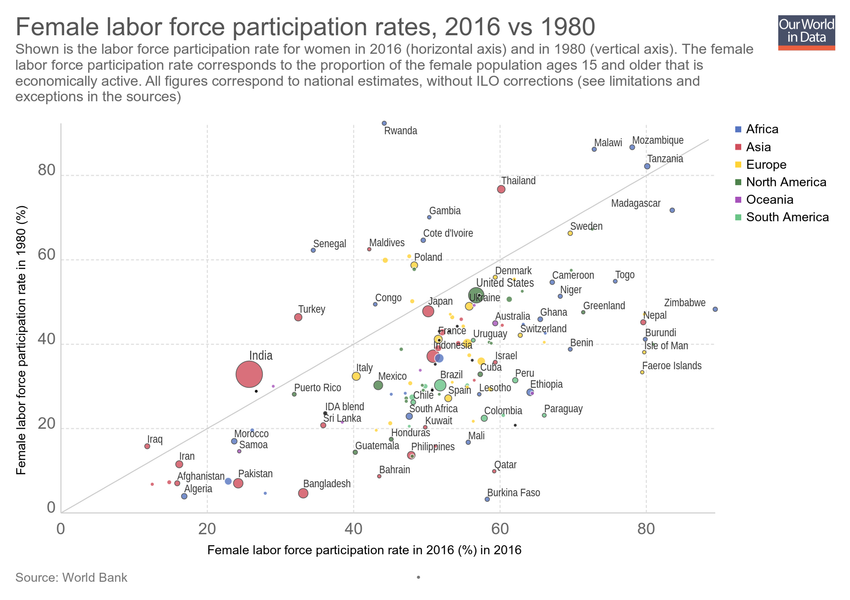 Female labor force participation rates, 2016 vs 1980
Our World
in Data
Shown is the labor force participation rate for women in 2016 (horizontal axis) and in 1980 (vertical axis). The female
labor force participation rate corresponds to the proportion of the female population ages 15 and older that is
economically active. All figures correspond to national estimates, without ILO corrections (see limitations and
exceptions in the sources)
Africa
Asia
Europe
North America
Oceania
South America
Female labor force participation rate in 1980 (%)
80
60
40
20
0
Rwanda
Malawi
Mozambique
Tanzania
Thailand
Madagascar
Gambia
Sweden
Cote d'Ivoire
Senegal
Maldives
Poland
Denmark
Cameroon
Togo
United States
Niger
Congo
Ukraine
Zimbabwe
Turkey
Japan
Greenland
Ghana
Australia
Nepal
France
Uruguay
Switzerland
Burundi
Indonesia
Benin
Isle of Man
India
Israel
Italy
Cuba
Faeroe Islands
Mexico
Brazil
Peru
Puerto Rico
Spain
Lesotho
Ethiopia
Chile
IDA blend
South Africa
Sri Lanka
Colombia
Paraguay
Kuwait
Iraq
Morocco
Honduras
Mali
Samoa
Guatemala
Philippines
Iran
Qatar
Afghanistan
Pakistan
Bahrain
Algeria
Bangladesh
Burkina Faso
0
20
40
60
80
Female labor force participation rate in 2016 (%) in 2016
Source: World Bank